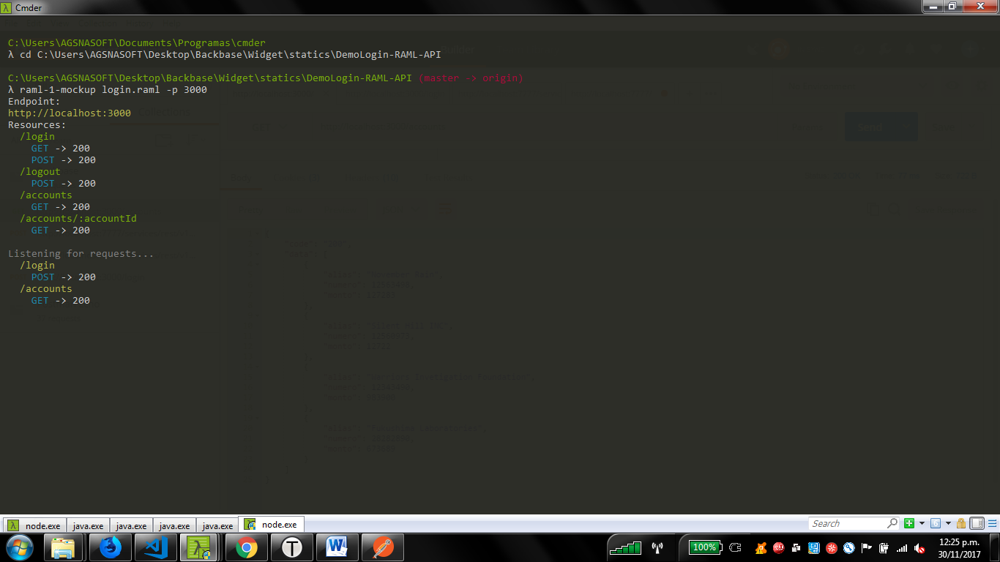 Cmder
C:\Users\AGSNASOFT\Documents\Programas\cmder
λ cd C:\Users\AGSNASOFT\Desktop\Backbase\Widget\statics\DemoLogin-RAML-API
C:\Users\AGSNASOFT\Desktop\Backbase\Widget\statics\DemoLogin-RAML-API (master -> origin)
λ raml-1-mockup login.raml -p 3000
Endpoint:
http://localhost:3000
Resources:
/login
GET -> 200
POST -> 200
/logout
POST -> 200
/accounts
GET -> 200
/accounts/:accountId
GET -> 200
Listening for requests...
/login
POST -> 200
/accounts
GET -> 200
node.exe java.exe java.exe java.exe java.exe node.exe Search
100% 12:25 p.m.
30/11/2017